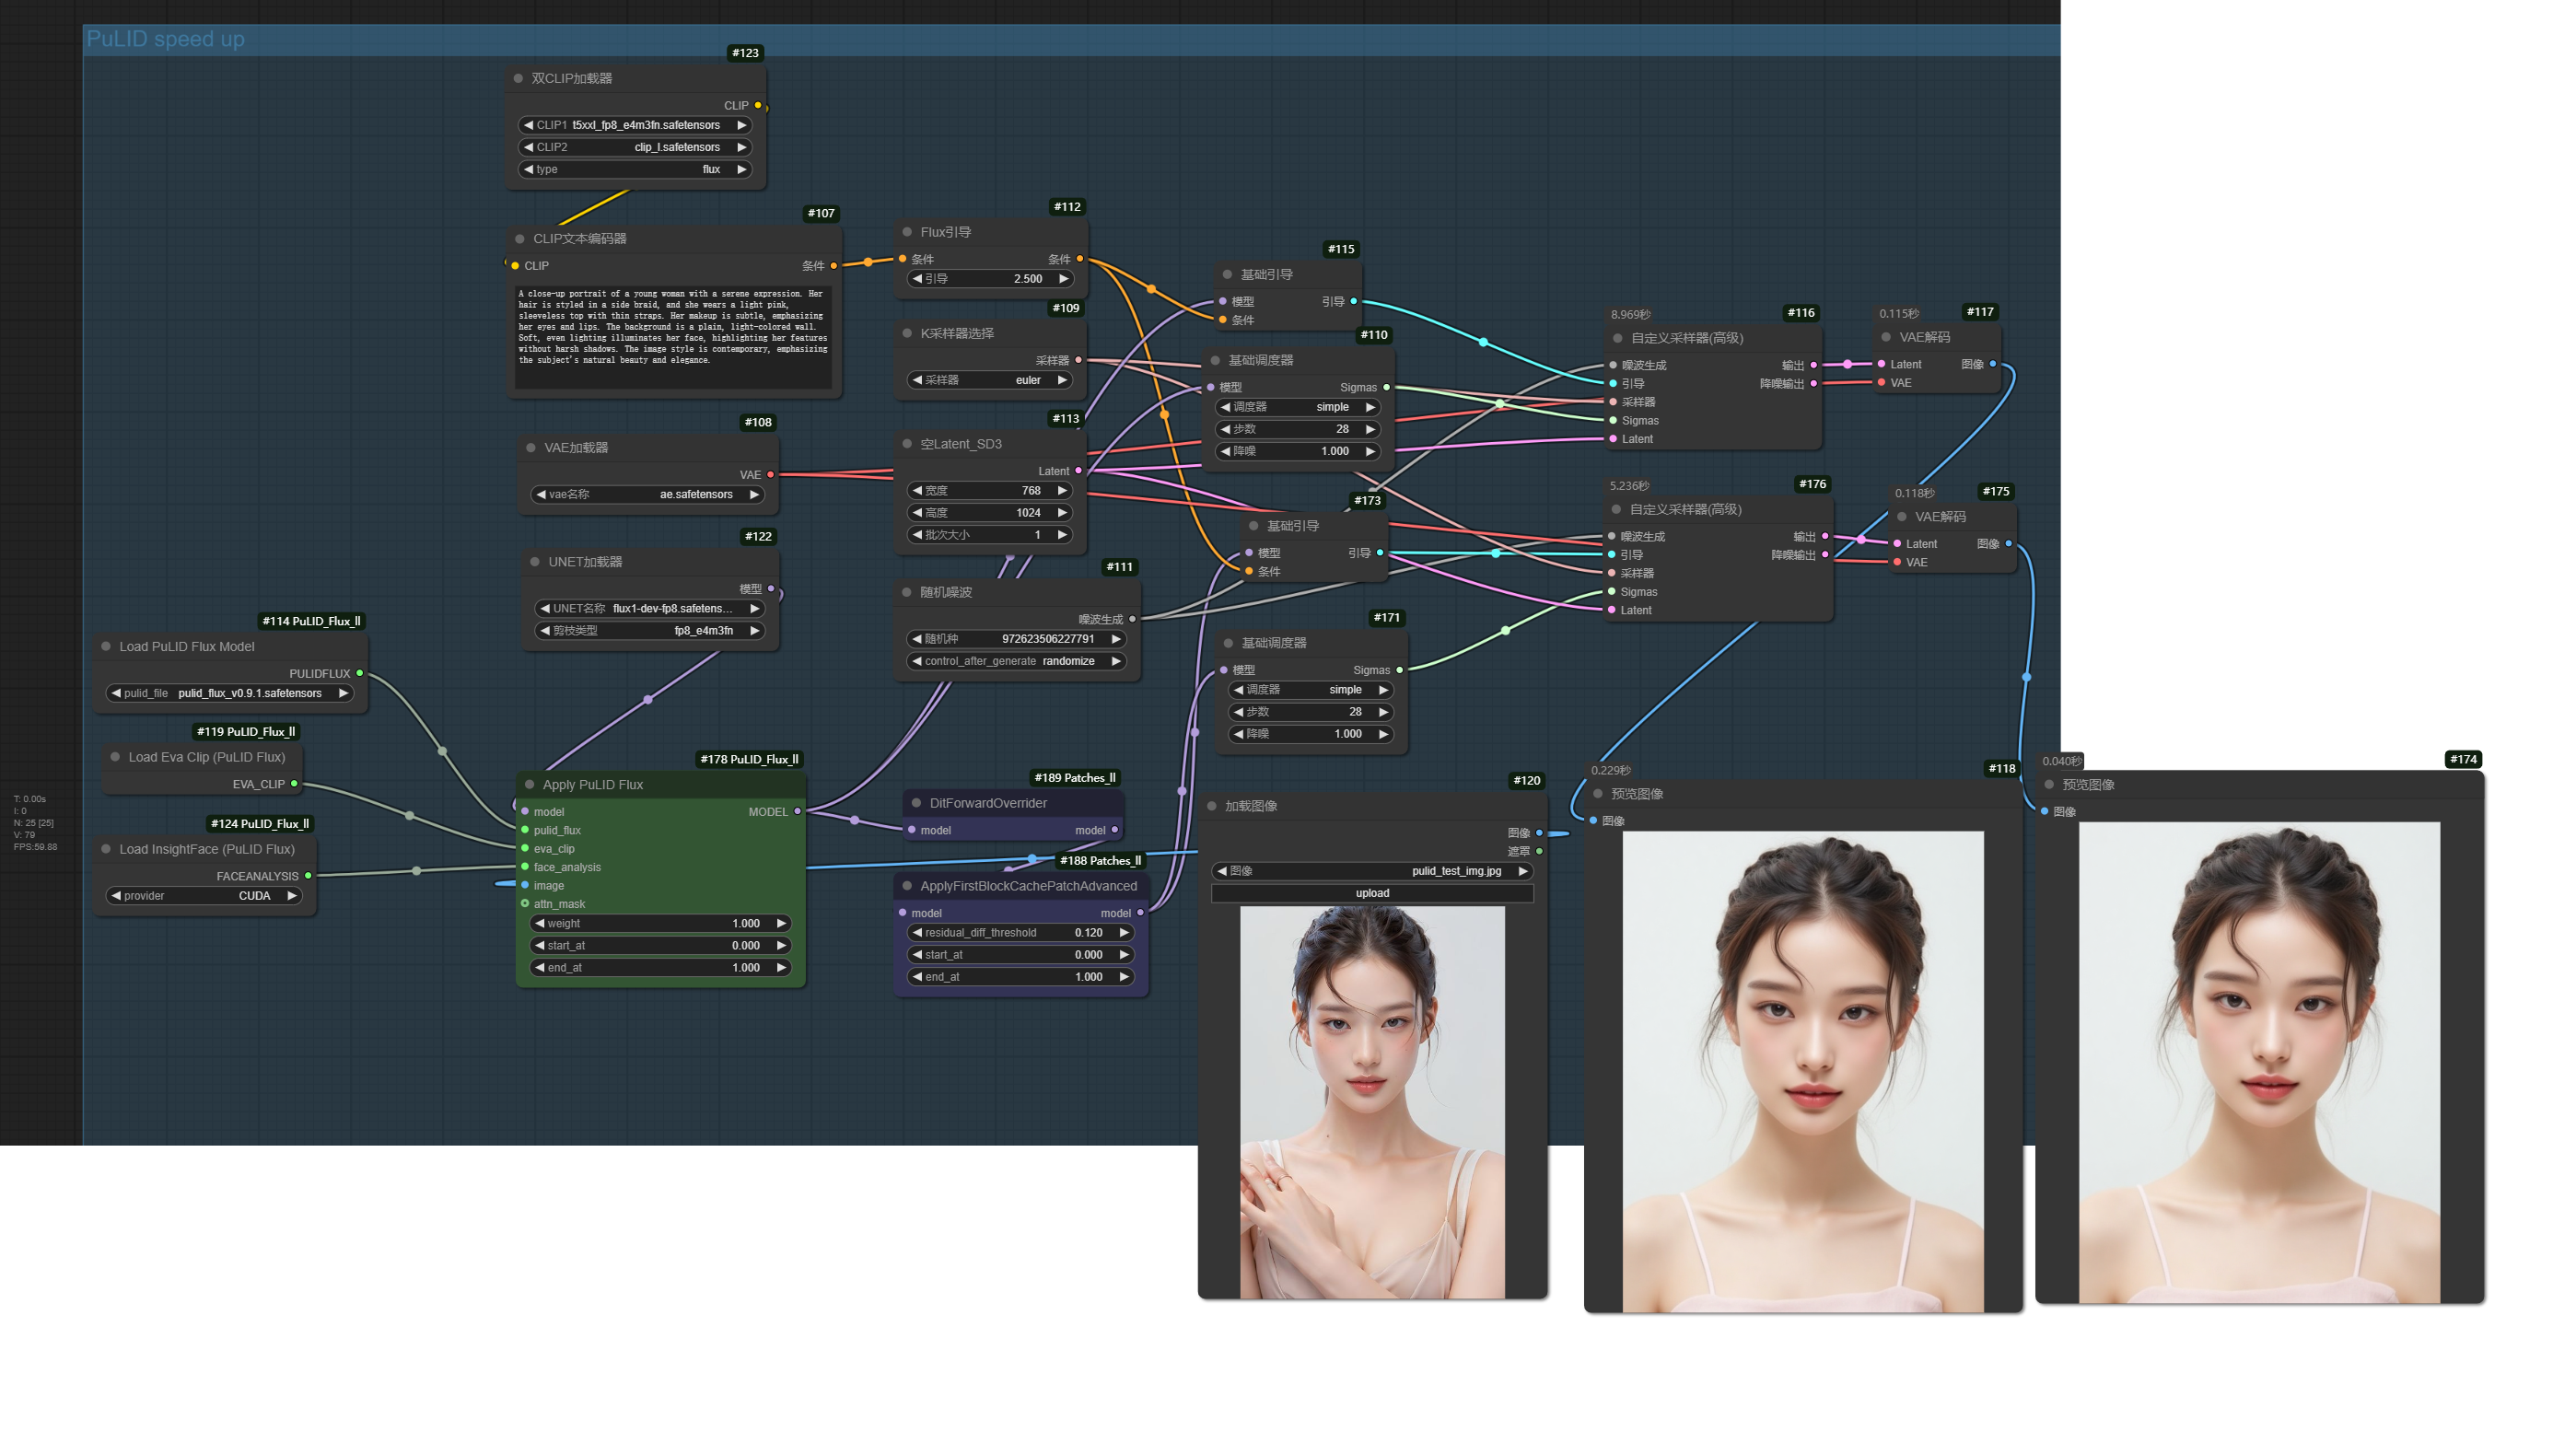 PuLID speed up
#123
双CLIP加载器
CLIP
CLIP1 t5xxl_fp8_e4m3fn.safetensors
CLIP2 clip_l.safetensors
type flux
#107
CLIP文本编码器
CLIP 条件
A close-up portrait of a young woman with a serene expression. Her
hair is styled in a side braid, and she wears a light pink,
sleeveless top with thin straps. Her makeup is subtle, emphasizing
her eyes and lips. The background is a plain, light-colored wall.
Soft, even lighting illuminates her face, highlighting her features
without harsh shadows. The image style is contemporary, emphasizing
the subject's natural beauty and elegance.
#108
VAE加载器
VAE
vae名称 ae.safetensors
#122
UNET加载器
模型
UNET名称 flux1-dev-fp8.safetens...
剪枝类型 fp8_e4m3fn
#114 PuLID_Flux_ll
Load PuLID Flux Model
PULIDFLUX
pulid_file pulid_flux_v0.9.1.safetensors
#119 PuLID_Flux_ll
Load Eva Clip (PuLID Flux)
EVA_CLIP
#124 PuLID_Flux_ll
Load InsightFace (PuLID Flux)
FACEANALYSIS
provider CUDA
T: 0.00s
I: 0
N: 25 [25]
V: 79
FPS:59.88
#178 PuLID_Flux_ll
Apply PuLID Flux
model MODEL
pulid_flux
eva_clip
face_analysis
image
attn_mask
weight 1.000
start_at 0.000
end_at 1.000
#112
Flux引导
条件 条件
引导 2.500
#109
K采样器选择
采样器
采样器 euler
#113
空Latent_SD3
Latent
宽度 768
高度 1024
批次大小 1
#111
随机噪波
噪波生成
随机种 972623506227791
control_after_generate randomize
#189 Patches_ll
DitForwardOverrider
model model
#188 Patches_ll
ApplyFirstBlockCachePatchAdvanced
model model
residual_diff_threshold 0.120
start_at 0.000
end_at 1.000
#115
基础引导
模型 引导
条件
#110
基础调度器
模型 Sigmas
调度器 simple
步数 28
降噪 1.000
#173
基础引导
模型 引导
条件
#171
基础调度器
模型 Sigmas
调度器 simple
步数 28
降噪 1.000
#120
加载图像
图像
遮罩
图像 pulid_test_img.jpg
upload
8.969秒 #116
自定义采样器(高级)
噪波生成 输出
引导 降噪输出
采样器
Sigmas
Latent
0.115秒 #117
VAE解码
Latent 图像
VAE
5.236秒 #176
自定义采样器(高级)
噪波生成 输出
引导 降噪输出
采样器
Sigmas
Latent
0.118秒 #175
VAE解码
Latent 图像
VAE
0.229秒 #118
预览图像
图像
0.040秒 #174
预览图像
图像